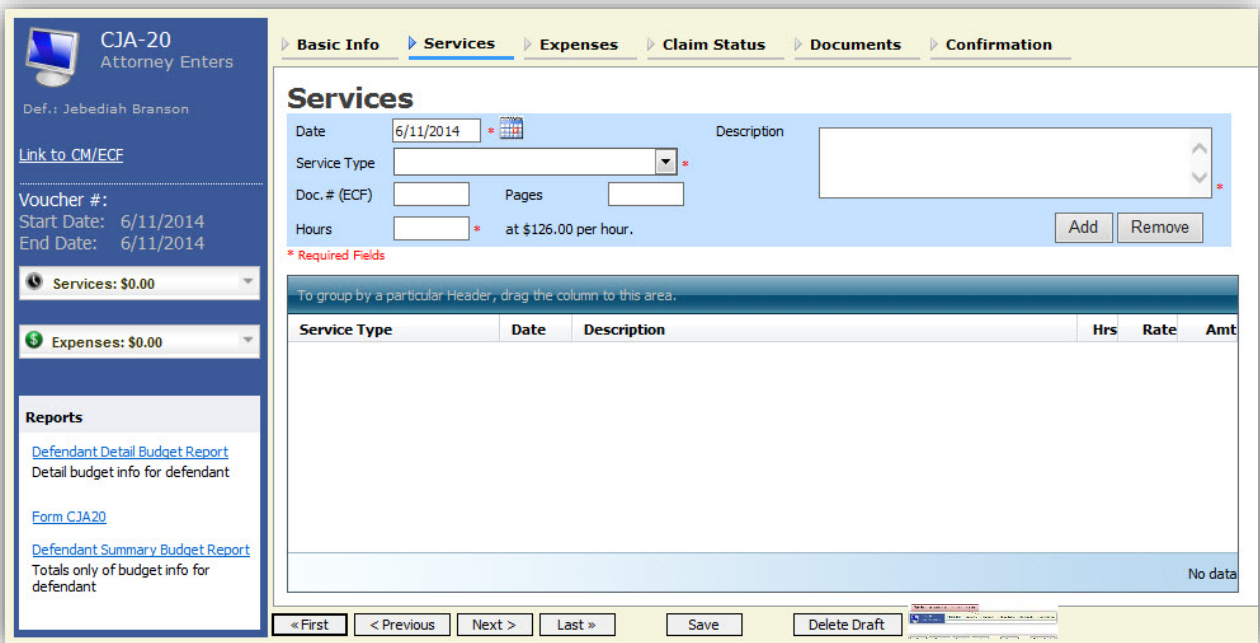 CJA-20
Attorney Enters
Def.: Jebediah Branson
Link to CM/ECF
Voucher #:
Start Date: 6/11/2014
End Date: 6/11/2014
Services: $0.00
Expenses: $0.00
Reports
Defendant Detail Budget Report
Detail budget info for defendant
Form CJA20
Defendant Summary Budget Report
Totals only of budget info for
defendant
Basic Info Services Expenses Claim Status Documents Confirmation
Services
Date 6/11/2014 * Description
Service Type *
Doc. # (ECF) Pages *
Hours * at $126.00 per hour. Add Remove
* Required Fields
To group by a particular Header, drag the column to this area.
Service Type Date Description Hrs Rate Amt
No data
« First < Previous Next > Last » Save Delete Draft